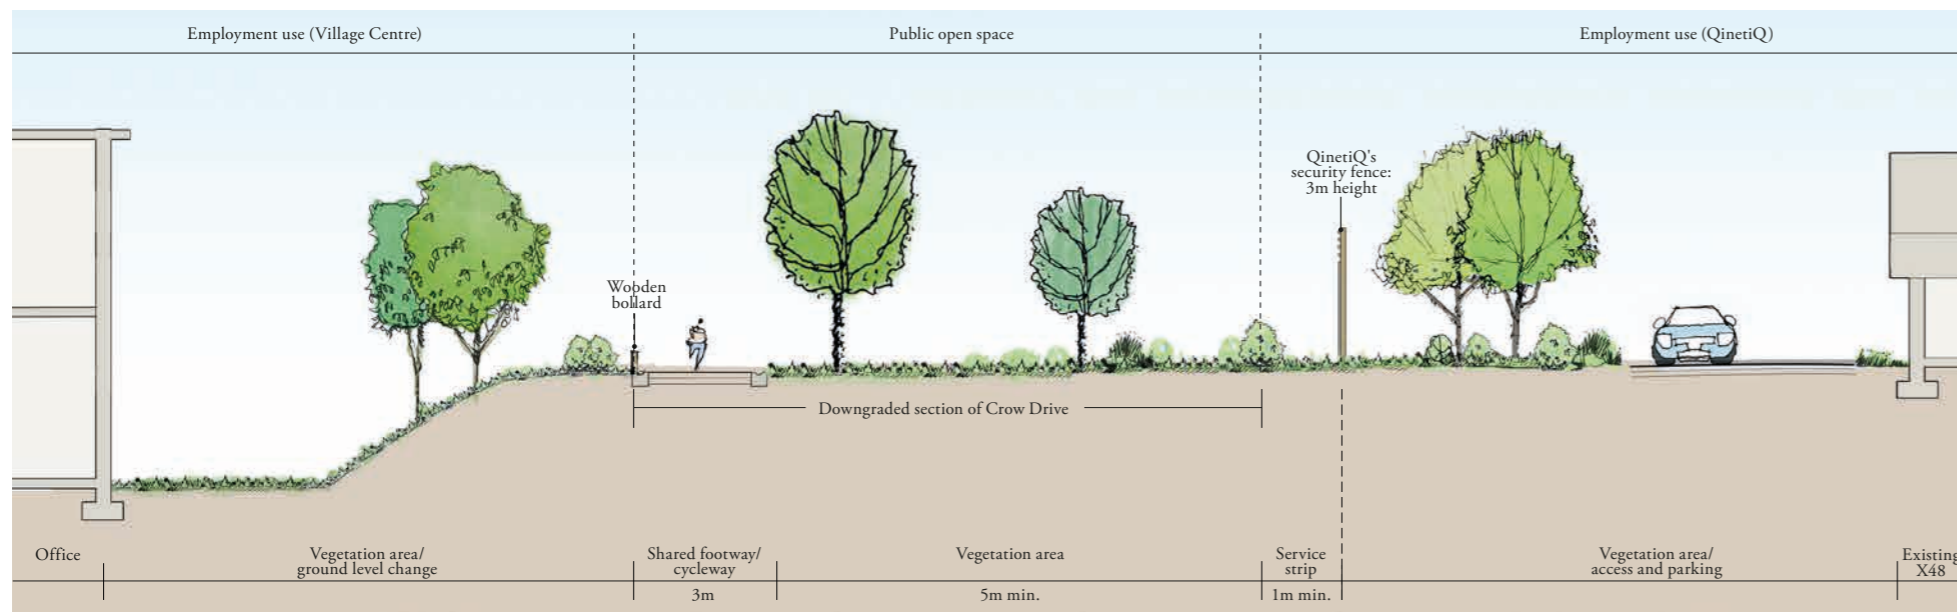 Employment use (Village Centre)
Public open space
Employment use (QinetiQ)
QinetiQ's
security fence:
3m height
Wooden
bollard
Downgraded section of Crow Drive
Office
Vegetation area/
ground level change
Shared footway/
cycleway
Vegetation area
Service
strip
Vegetation area/
access and parking
Existing
X48
3m
5m min.
1m min.